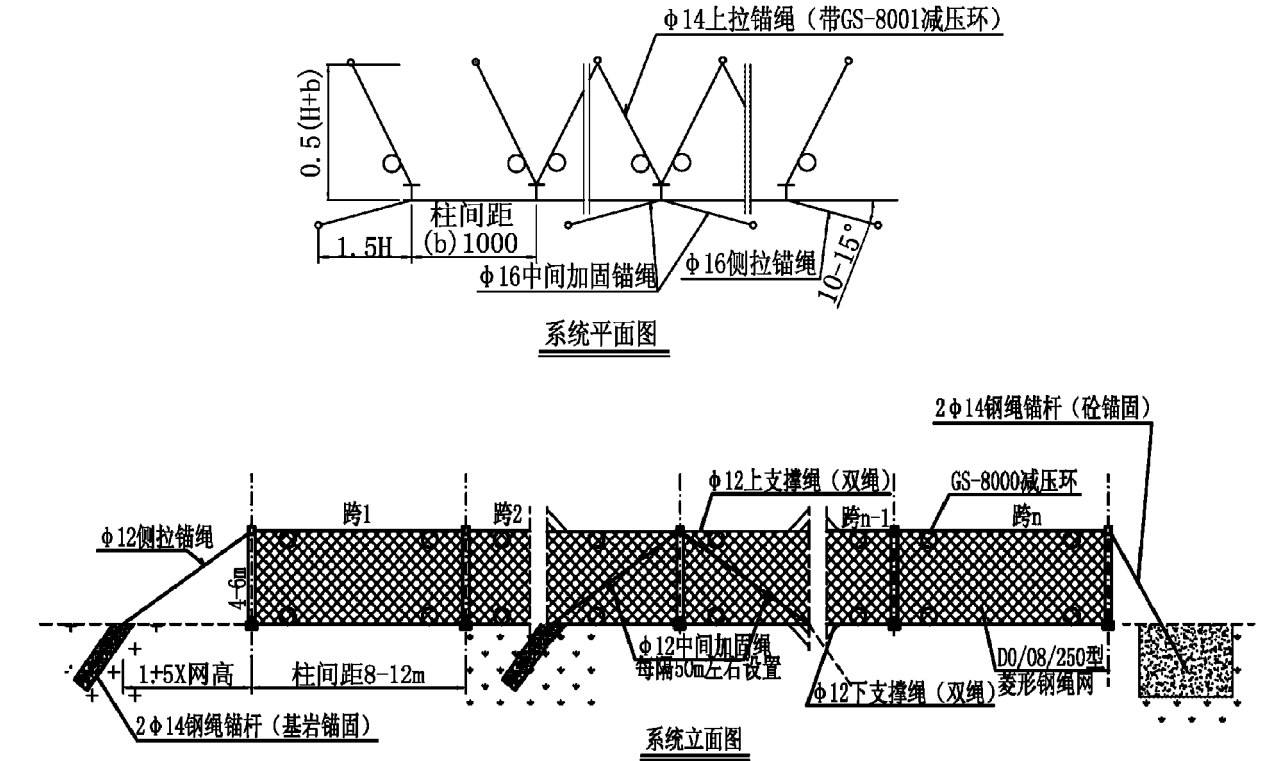 φ14上拉锚绳（带GS-8001减压环）
0.5(H+b)
柱间距
1.5H
(b)1000
φ16中间加固锚绳
φ16侧拉锚绳
10-15°
系统平面图
2φ14钢绳锚杆（砼锚固）
φ12上支撑绳（双绳）
GS-8000减压环
跨1
跨2
跨n-1
跨n
φ12侧拉锚绳
4-6m
φ12中间加固绳
每隔50m左右设置
D0/08/250型
菱形钢绳网
1.5X网高
柱间距8-12m
φ12下支撑绳（双绳）
2φ14钢绳锚杆（基岩锚固）
系统立面图